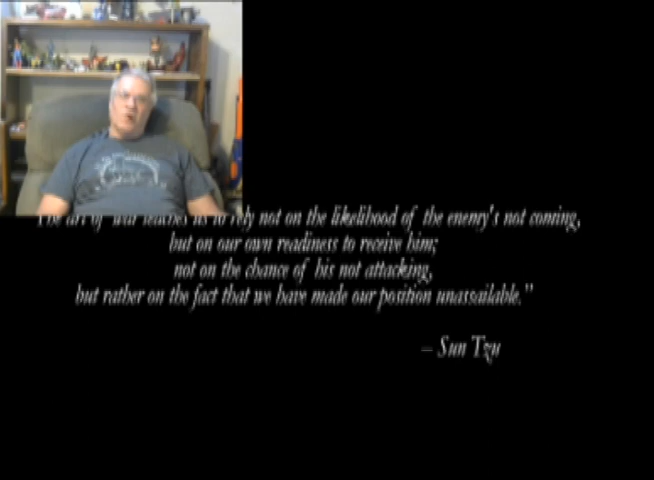 The art of war teaches us to rely not on the likelihood of the enemy's not coming,
but on our own readiness to receive him;
not on the chance of his not attacking,
but rather on the fact that we have made our position unassailable."
– Sun Tzu